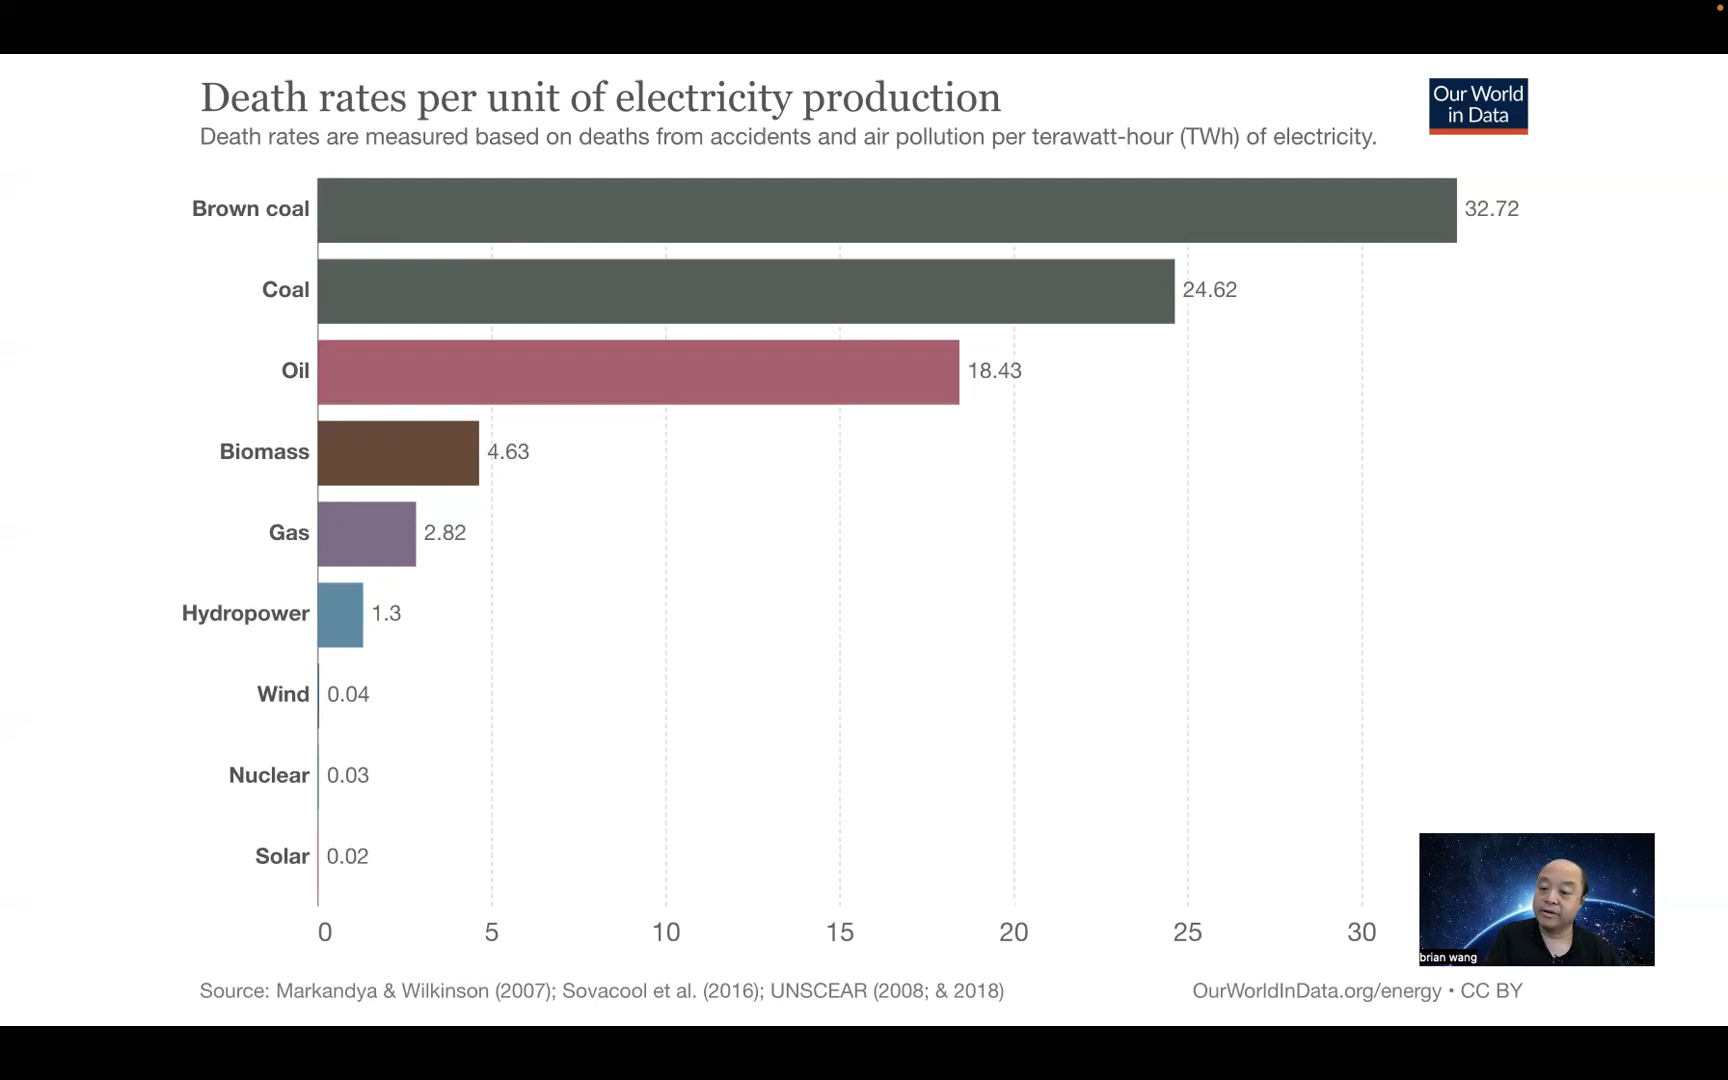 Death rates per unit of electricity production
Death rates are measured based on deaths from accidents and air pollution per terawatt-hour (TWh) of electricity.
Our World
in Data
Brown coal 32.72
Coal 24.62
Oil 18.43
Biomass 4.63
Gas 2.82
Hydropower 1.3
Wind 0.04
Nuclear 0.03
Solar 0.02
0 5 10 15 20 25 30
brian wang
Source: Markandya & Wilkinson (2007); Sovacool et al. (2016); UNSCEAR (2008; & 2018)
OurWorldInData.org/energy • CC BY